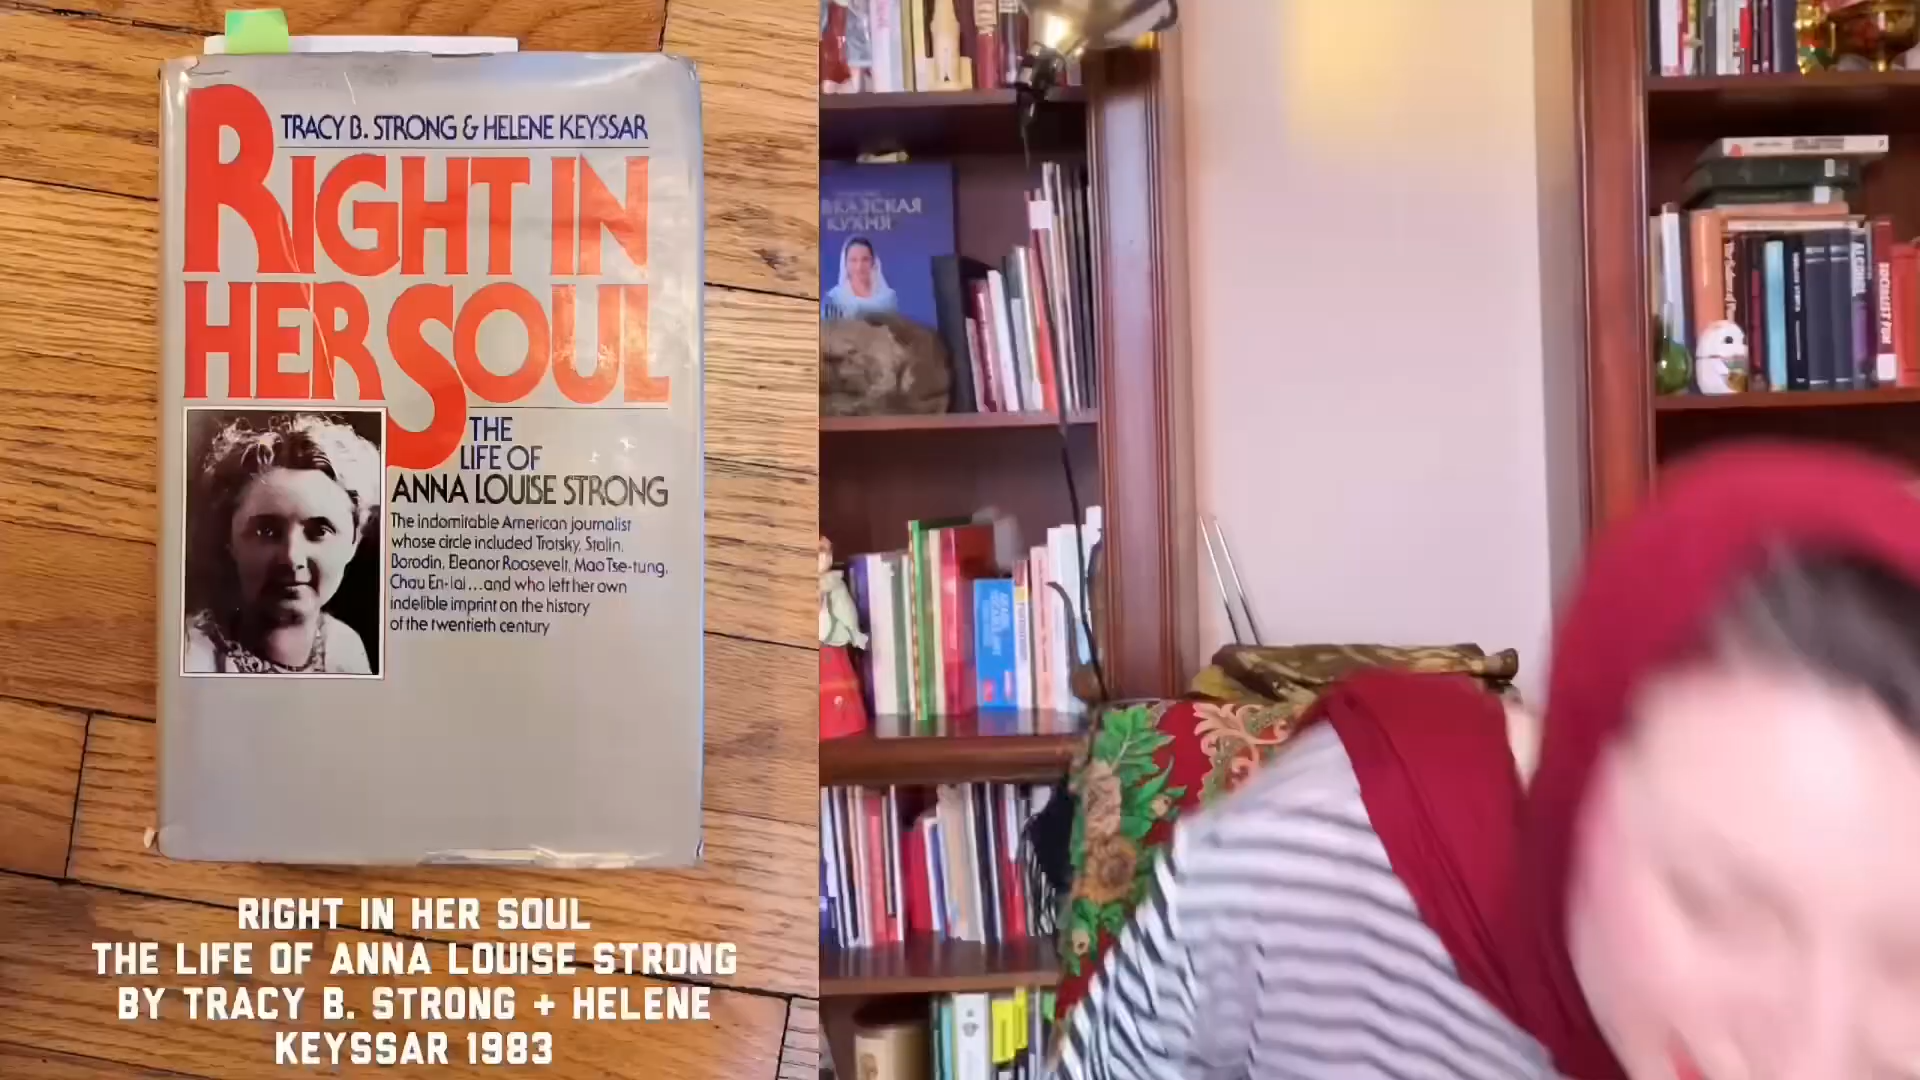 TRACY B. STRONG & HELENE KEYSSAR
RIGHT IN
HER SOUL
THE
LIFE OF
ANNA LOUISE STRONG
The indomitable American journalist
whose circle included Trotsky, Stalin,
Borodin, Eleanor Roosevelt, Mao Tse-tung,
Chou En-lai...and who left her own
indelible imprint on the history
of the twentieth century
RIGHT IN HER SOUL
THE LIFE OF ANNA LOUISE STRONG
BY TRACY B. STRONG + HELENE
KEYSSAR 1983
КУХНЯ